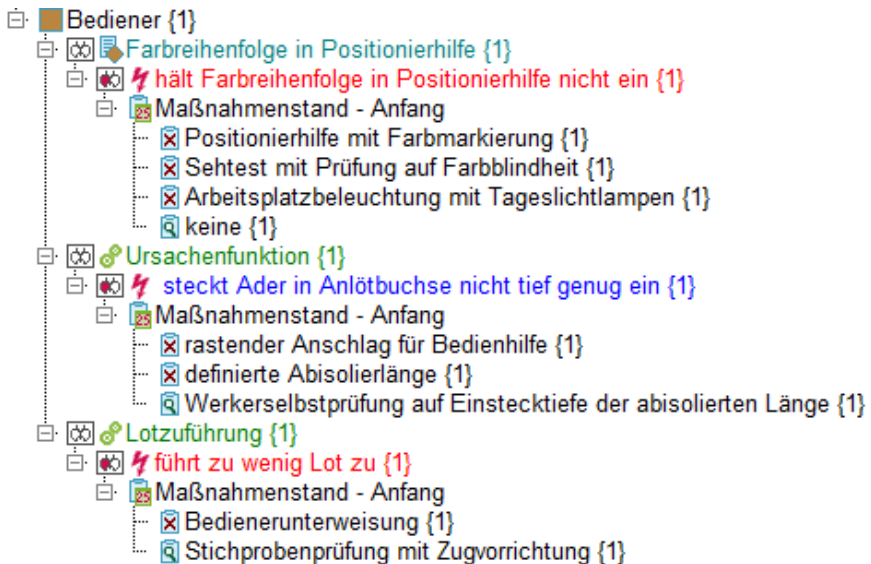 Bediener {1}
Farbreihenfolge in Positionierhilfe {1}
hält Farbreihenfolge in Positionierhilfe nicht ein {1}
Maßnahmenstand - Anfang
Positionierhilfe mit Farbmarkierung {1}
Sehtest mit Prüfung auf Farbblindheit {1}
Arbeitsplatzbeleuchtung mit Tageslichtlampen {1}
keine {1}
Ursachenfunktion {1}
steckt Ader in Anlötbuchse nicht tief genug ein {1}
Maßnahmenstand - Anfang
rastender Anschlag für Bedienhilfe {1}
definierte Abisolierlänge {1}
Werkerselbstprüfung auf Einstecktiefe der abisolierten Länge {1}
Lotzuführung {1}
führt zu wenig Lot zu {1}
Maßnahmenstand - Anfang
Bedienerunterweisung {1}
Stichprobenprüfung mit Zugvorrichtung {1}